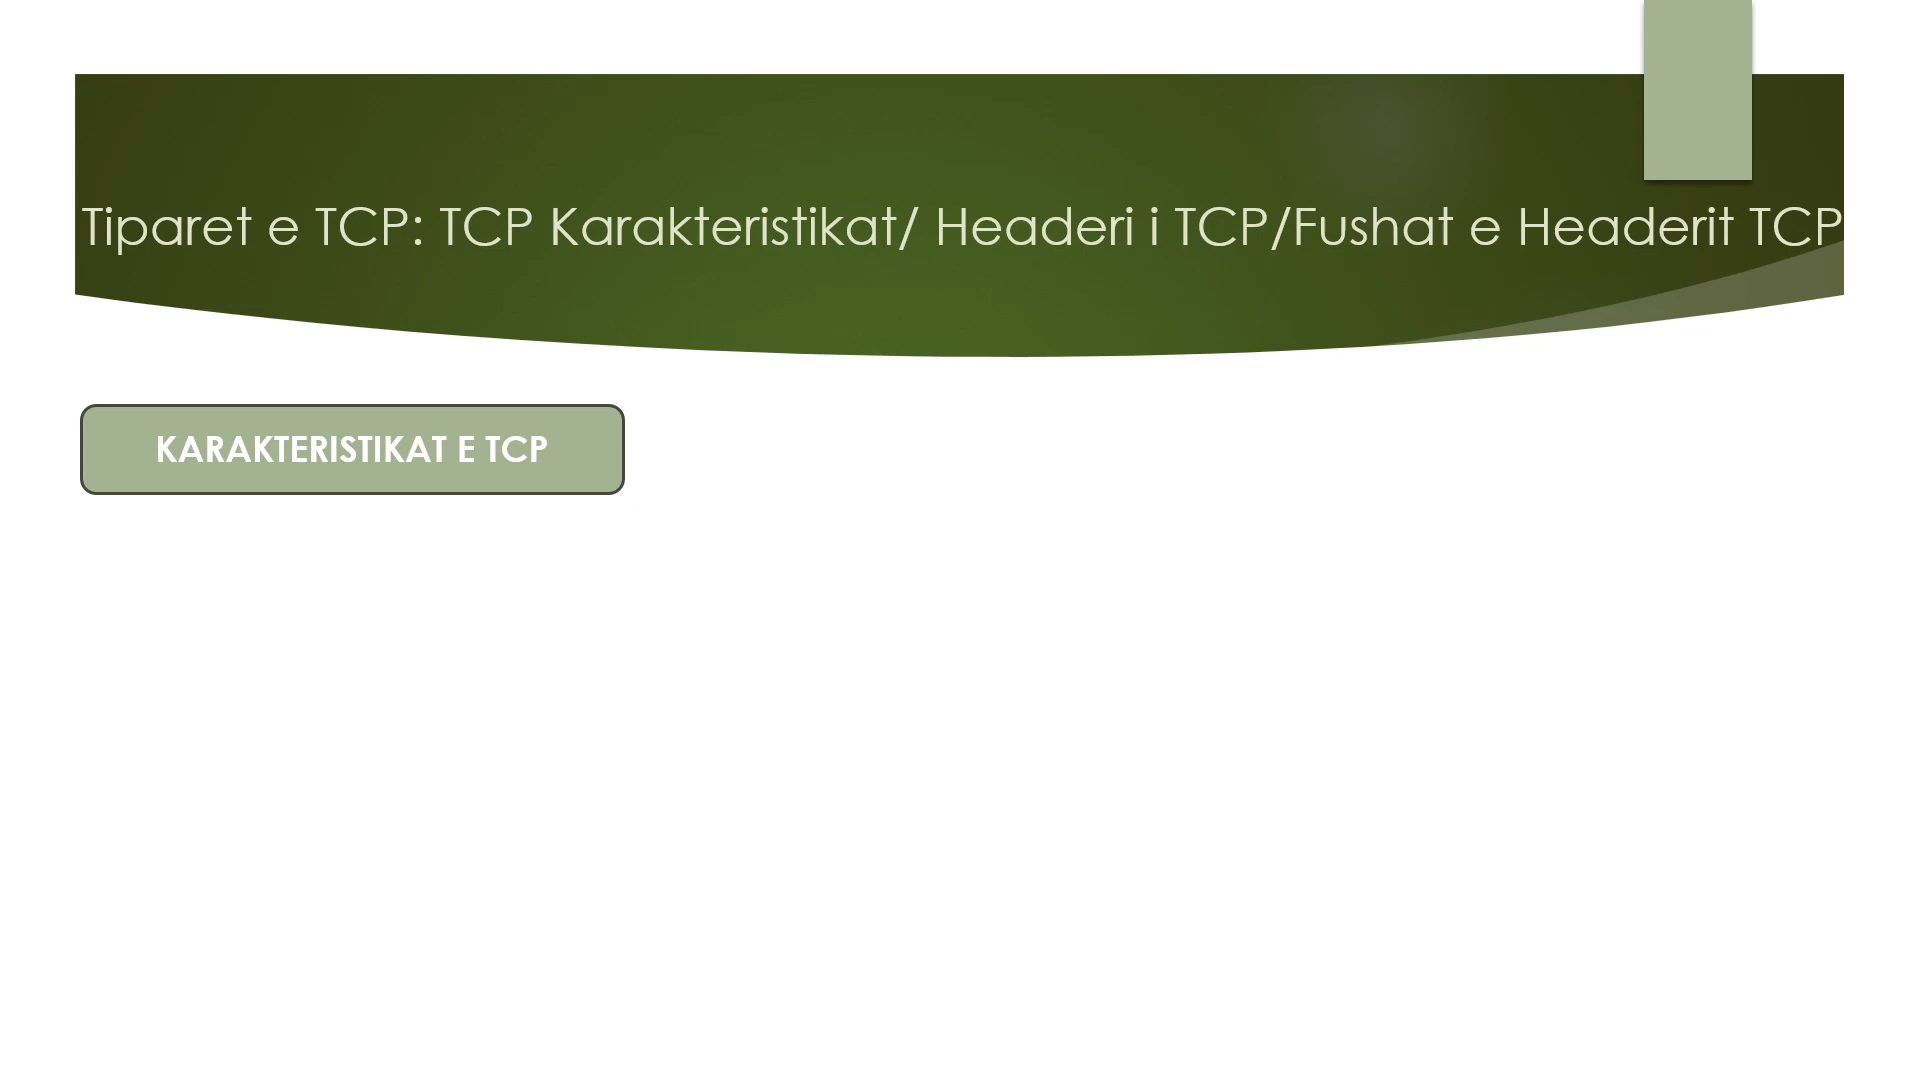 Tiparet e TCP: TCP Karakteristikat/ Headeri i TCP/Fushat e Headerit TCP
KARAKTERISTIKAT E TCP